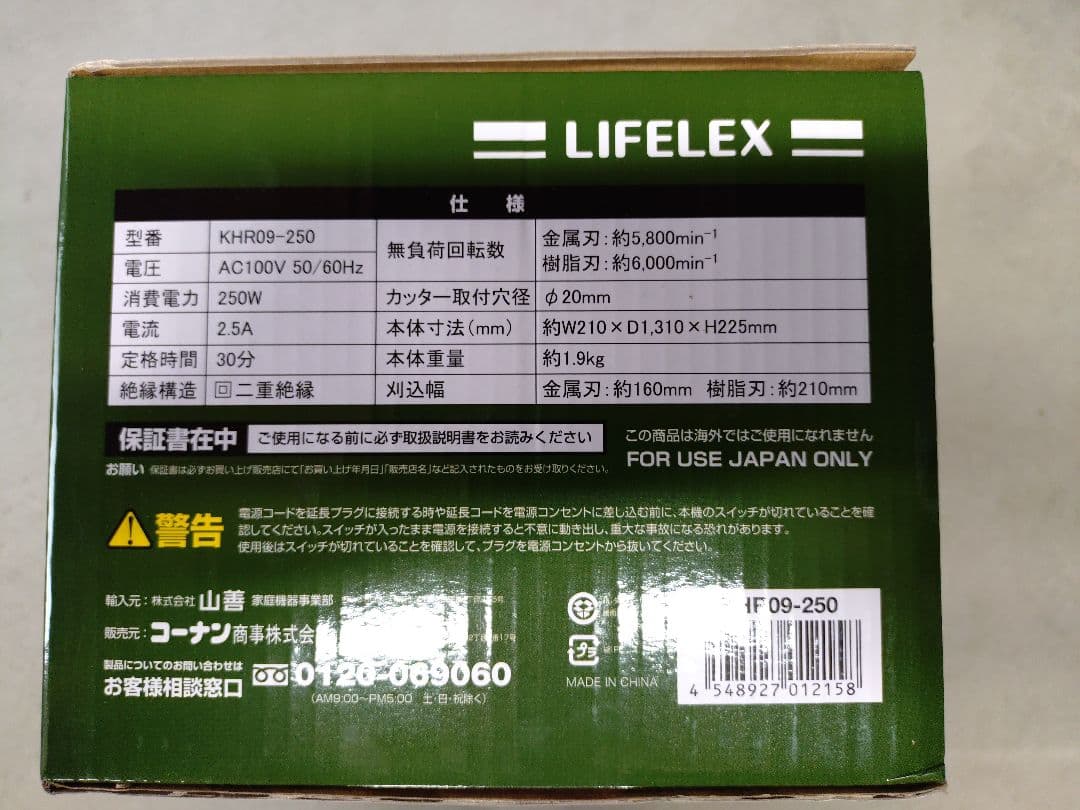 LIFELEX
仕 様
型番 KHR09-250
電圧 AC100V 50/60Hz
消費電力 250W
電流 2.5A
定格時間 30分
絶縁構造 回二重絶縁
無負荷回転数 金属刃:約5,800min⁻¹
樹脂刃:約6,000min⁻¹
カッター取付穴径 φ20mm
本体寸法(mm) 約W210×D1,310×H225mm
本体重量 約1.9kg
刈込幅 金属刃:約160mm 樹脂刃:約210mm
保証書在中 ご使用になる前に必ず取扱説明書をお読みください
お願い 保証書は必ずお買い上げ販売店にて「お買い上げ年月日」「販売店名」など記入されたものをお受け取りください。
この商品は海外ではご使用になれません
FOR USE JAPAN ONLY
警告
電源コードを延長プラグに接続する時や延長コードを電源コンセントに差し込む前に、本機のスイッチが切れていることを確
認してください。スイッチが入ったまま電源を接続すると不意に動き出し、重大な事故になる恐れがあります。
使用後はスイッチが切れていることを確認して、プラグを電源コンセントから抜いてください。
輸入元:株式会社 山善 家庭機器事業部
販売元:コーナン商事株式会
製品についてのお問い合わせは
お客様相談窓口 0120-089060
(AM9:00~PM5:00 土・日・祝除く)
プラ
MADE IN CHINA
HR09-250
4 548927 012158